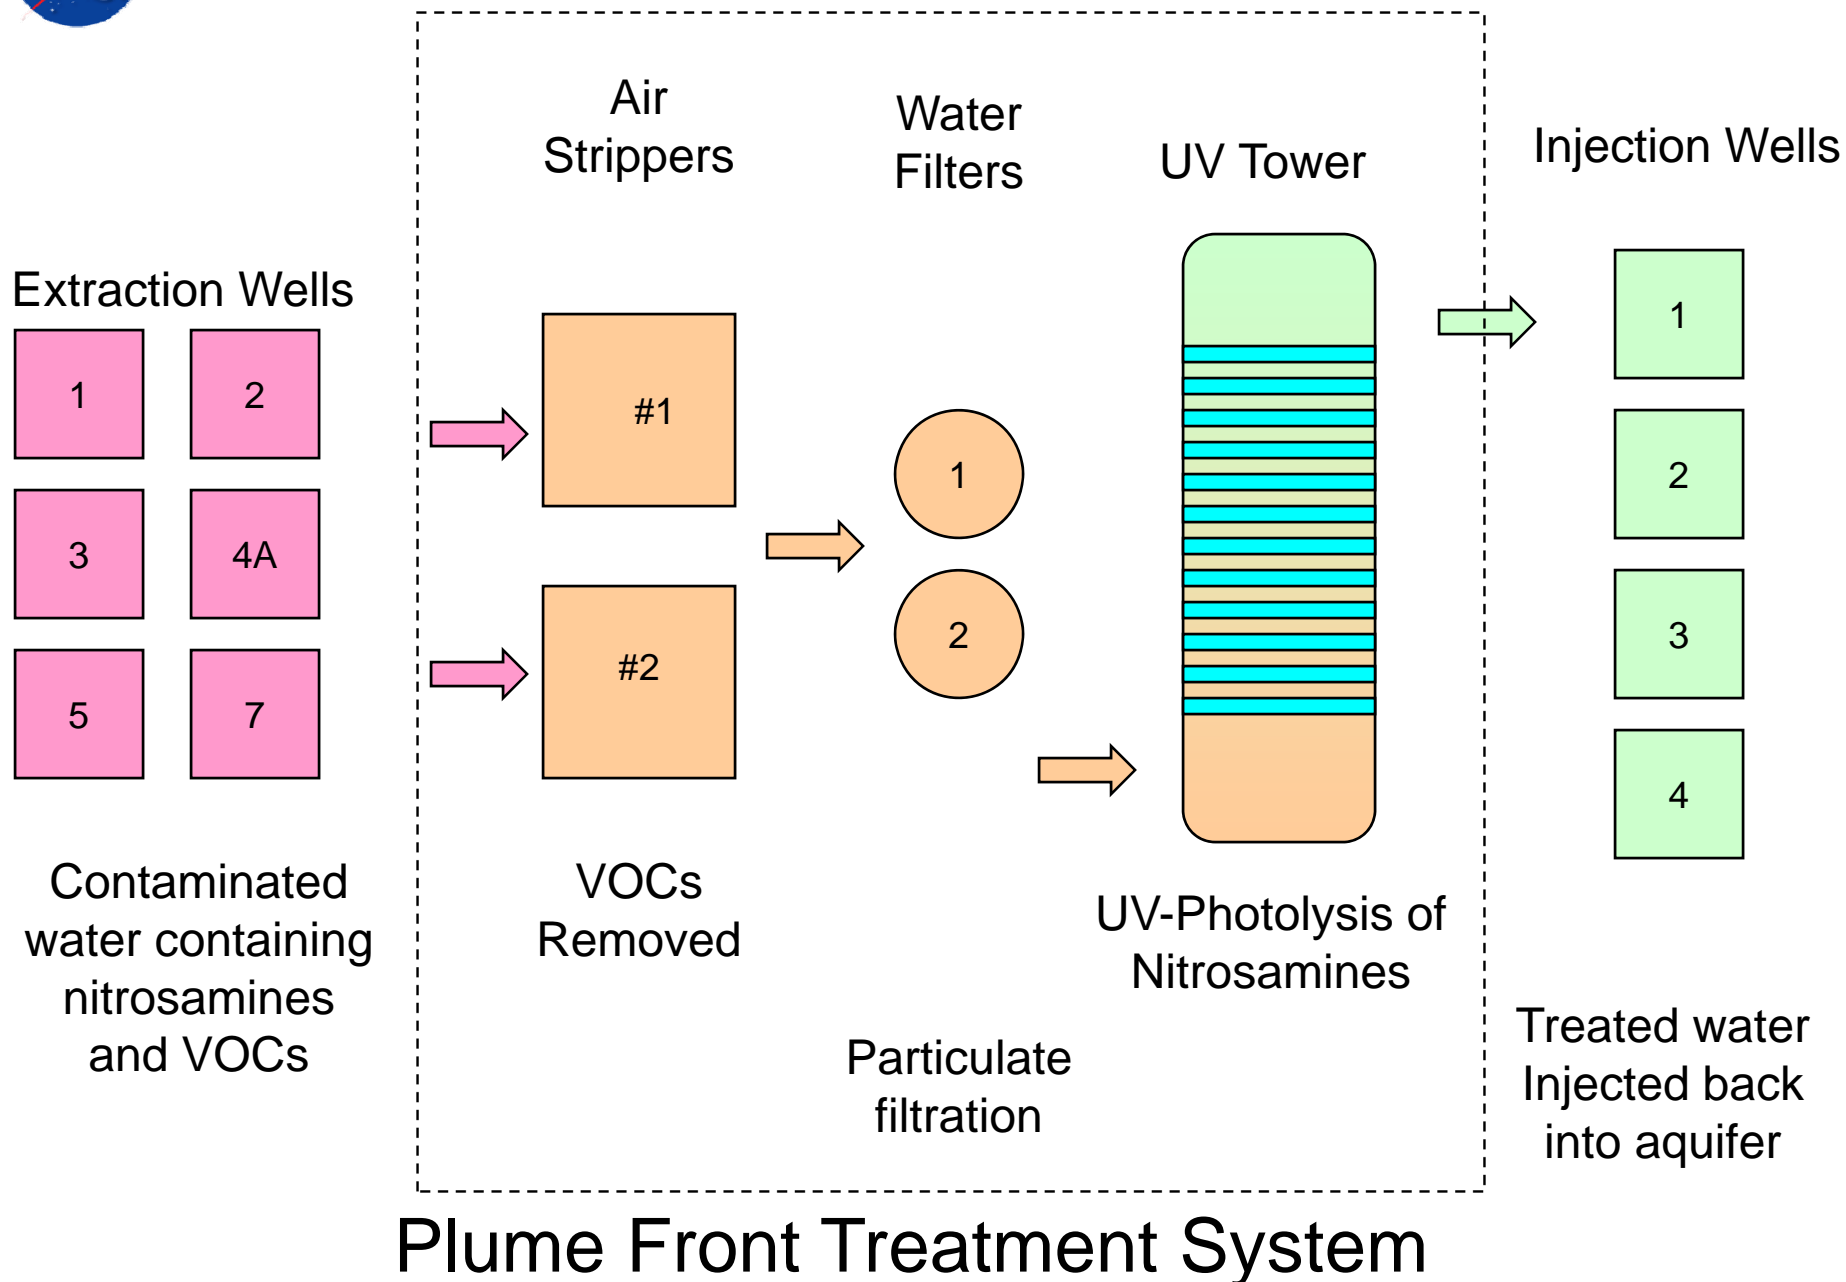 Extraction Wells
1
2
3
4A
5
7
Contaminated
water containing
nitrosamines
and VOCs
Air
Strippers
#1
#2
VOCs
Removed
Water
Filters
1
2
Particulate
filtration
UV Tower
UV-Photolysis of
Nitrosamines
Injection Wells
1
2
3
4
Treated water
Injected back
into aquifer
Plume Front Treatment System